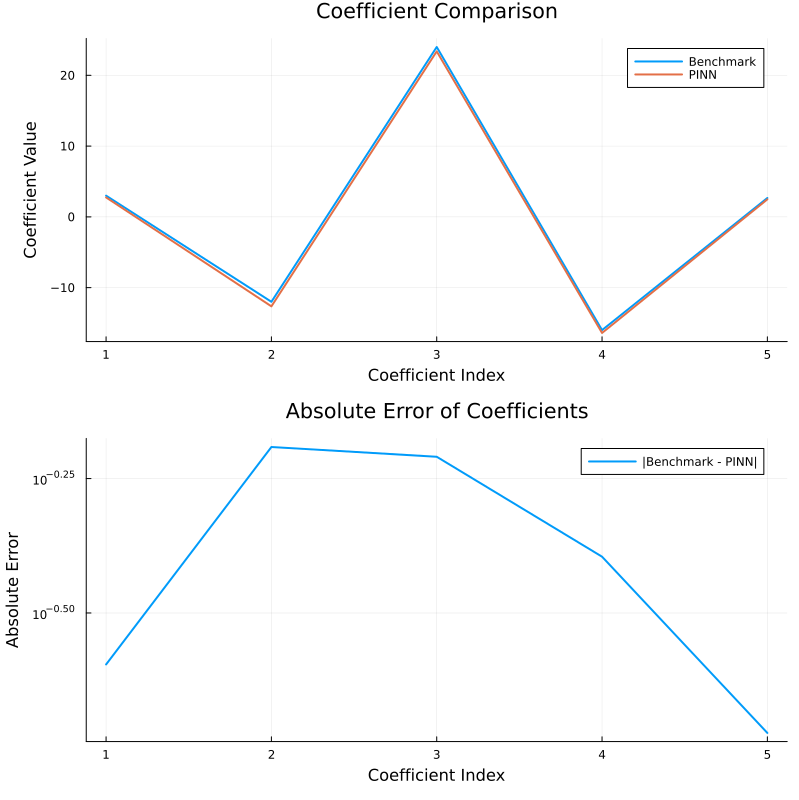 Coefficient Comparison
Benchmark
PINN
Coefficient Value
20
10
0
−10
1 2 3 4 5
Coefficient Index
Absolute Error of Coefficients
|Benchmark - PINN|
Absolute Error
10^−0.25
10^−0.50
1 2 3 4 5
Coefficient Index